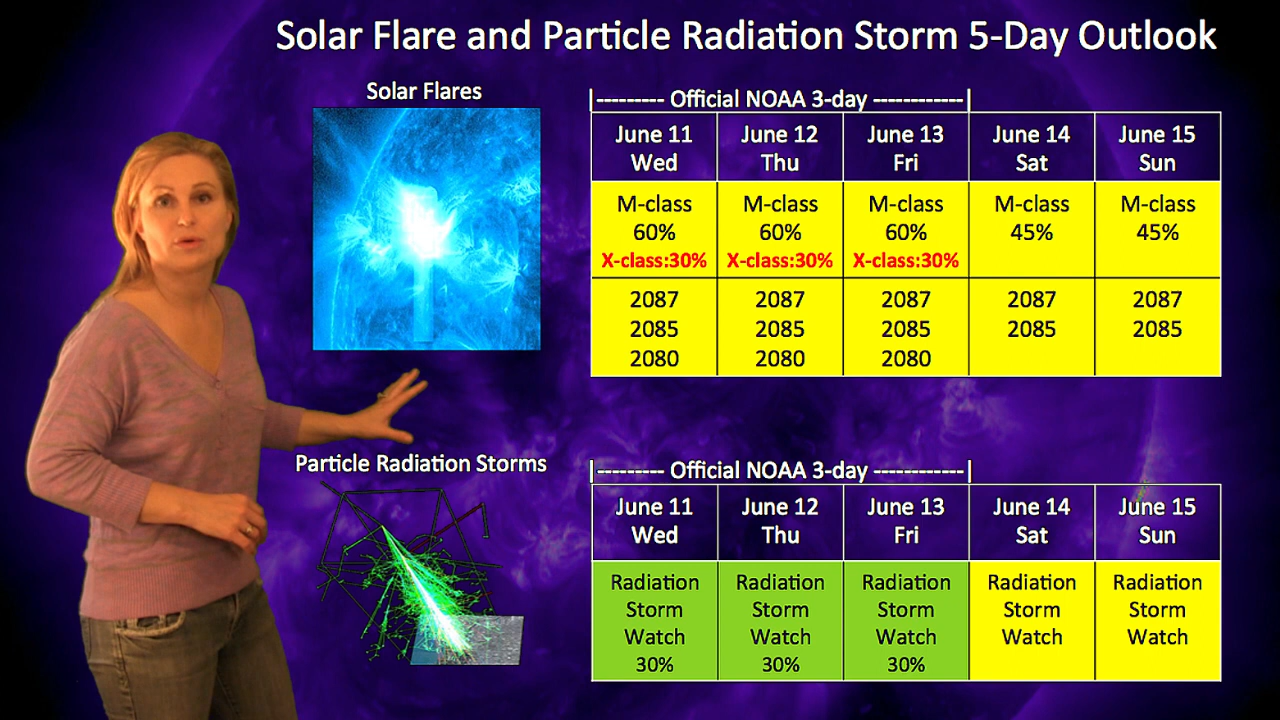 Solar Flare and Particle Radiation Storm 5-Day Outlook
Solar Flares
|--------- Official NOAA 3-day ------------|
June 11 June 12 June 13 June 14 June 15
Wed Thu Fri Sat Sun
M-class M-class M-class M-class M-class
60% 60% 60% 45% 45%
X-class:30% X-class:30% X-class:30%
2087 2087 2087 2087 2087
2085 2085 2085 2085 2085
2080 2080 2080
Particle Radiation Storms
|--------- Official NOAA 3-day ------------|
June 11 June 12 June 13 June 14 June 15
Wed Thu Fri Sat Sun
Radiation Radiation Radiation Radiation Radiation
Storm Storm Storm Storm Storm
Watch Watch Watch Watch Watch
30% 30% 30%